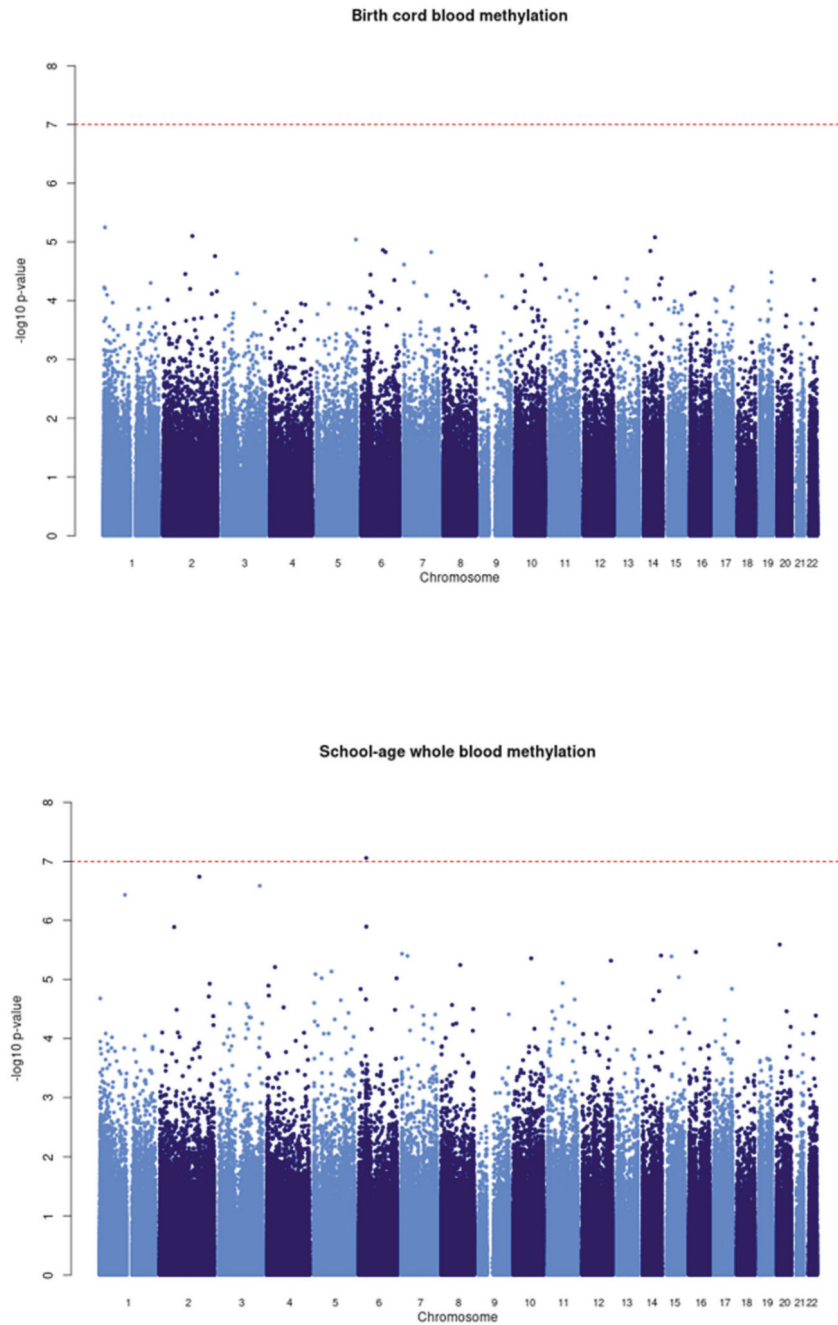 Birth cord blood methylation
8
7
6
5
4
3
2
1
0
-log10 p-value
1 2 3 4 5 6 7 8 9 10 11 12 13 14 15 16 17 18 19 20 21 22
Chromosome
School-age whole blood methylation
8
7
6
5
4
3
2
1
0
-log10 p-value
1 2 3 4 5 6 7 8 9 10 11 12 13 14 15 16 17 18 19 20 21 22
Chromosome